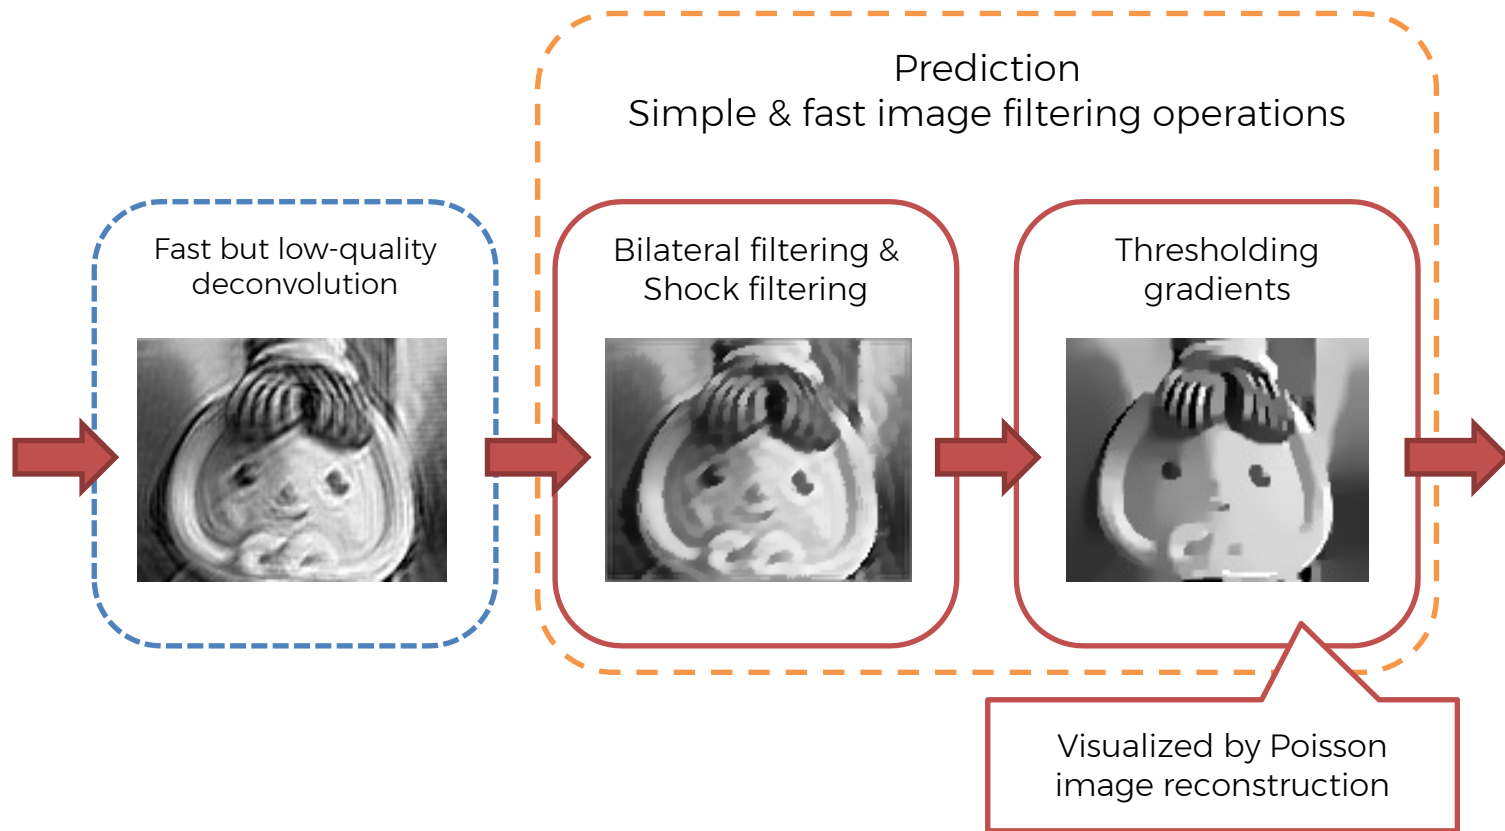 Prediction
Simple & fast image filtering operations
Fast but low-quality
deconvolution
Bilateral filtering &
Shock filtering
Thresholding
gradients
Visualized by Poisson
image reconstruction